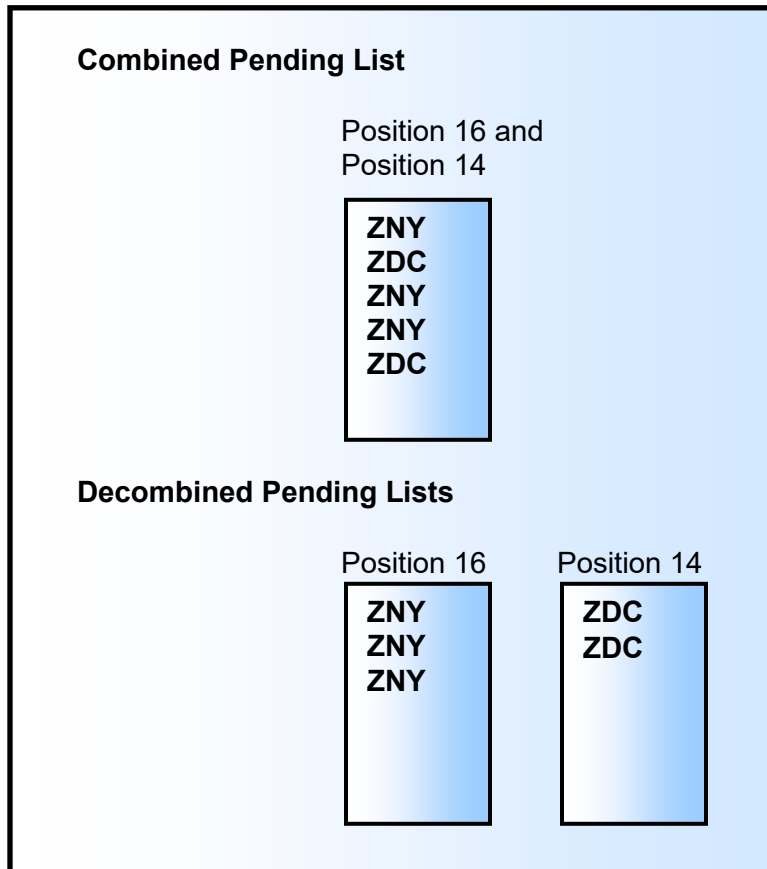 Combined Pending List
Position 16 and
Position 14
ZNY
ZDC
ZNY
ZNY
ZDC
Decombined Pending Lists
Position 16
ZNY
ZNY
ZNY
Position 14
ZDC
ZDC